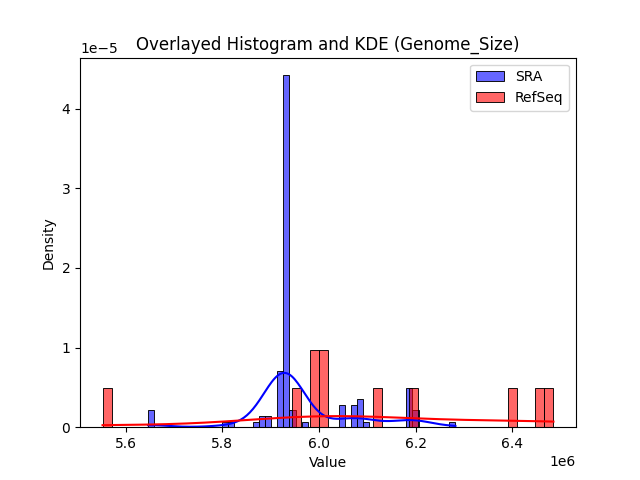 Overlayed Histogram and KDE (Genome_Size)
1e−5
SRA
RefSeq
4
3
2
1
0
Density
5.6 5.8 6.0 6.2 6.4
1e6
Value